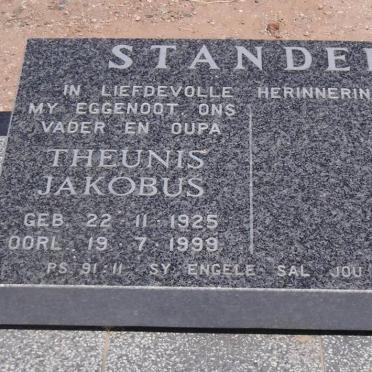 STANDE
IN LIEFDEVOLLE HERINNERIN
MY EGGENOOT ONS
VADER EN OUPA
THEUNIS
JAKOBUS
GEB 22·11·1925
OORL. 19·7·1999
PS 91:11 SY ENGELE SAL JOU